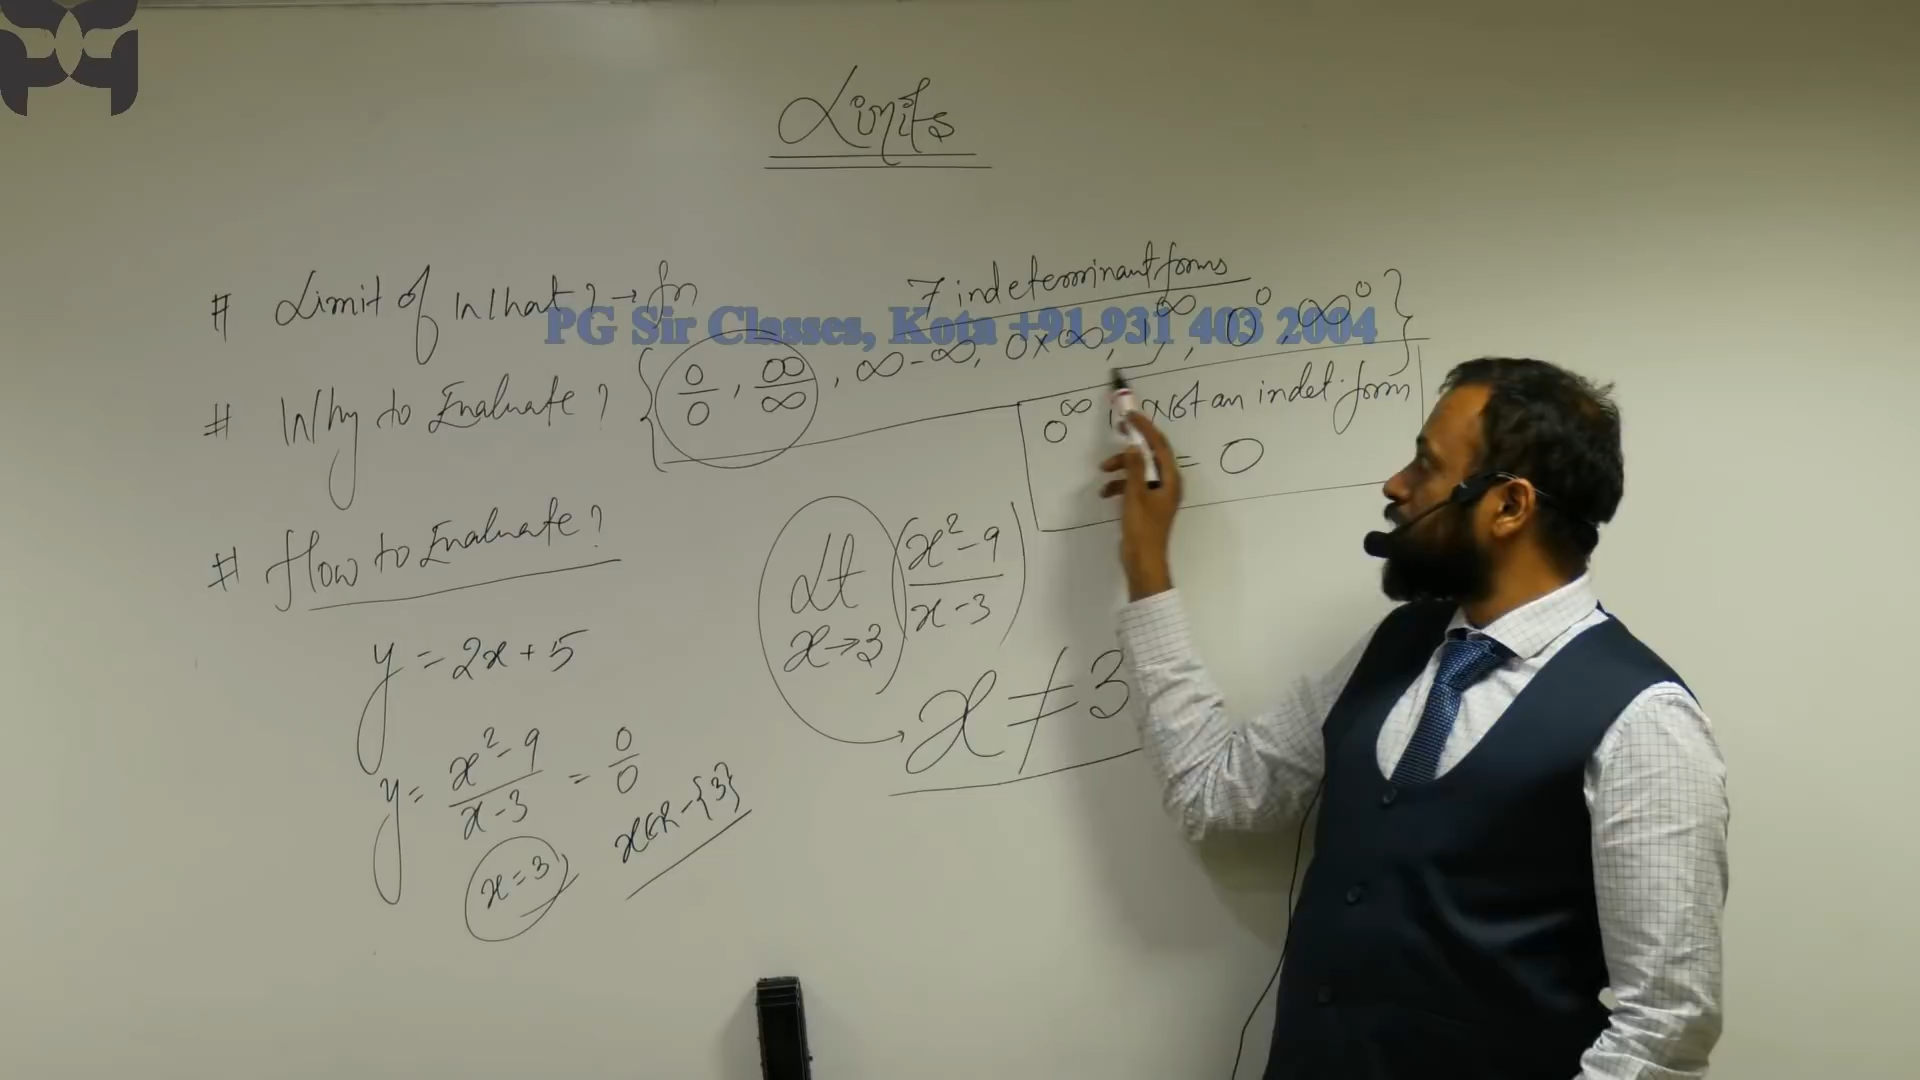 Limits
# Limit of What? → fn
7 indeterminant forms
PG Sir Classes, Kota +91 931 403 2004
# Why to Evaluate? { 0/0, ∞/∞, ∞-∞, 0×∞, 1^∞, 0^0, ∞^0 }
0^∞ is Not an indet. form
= 0
# How to Evaluate?
Lt x→3 (x²-9/x-3)
x ≠ 3
y = 2x + 5
y = x²-9/x-3 = 0/0
x = 3
x∈R-{3}